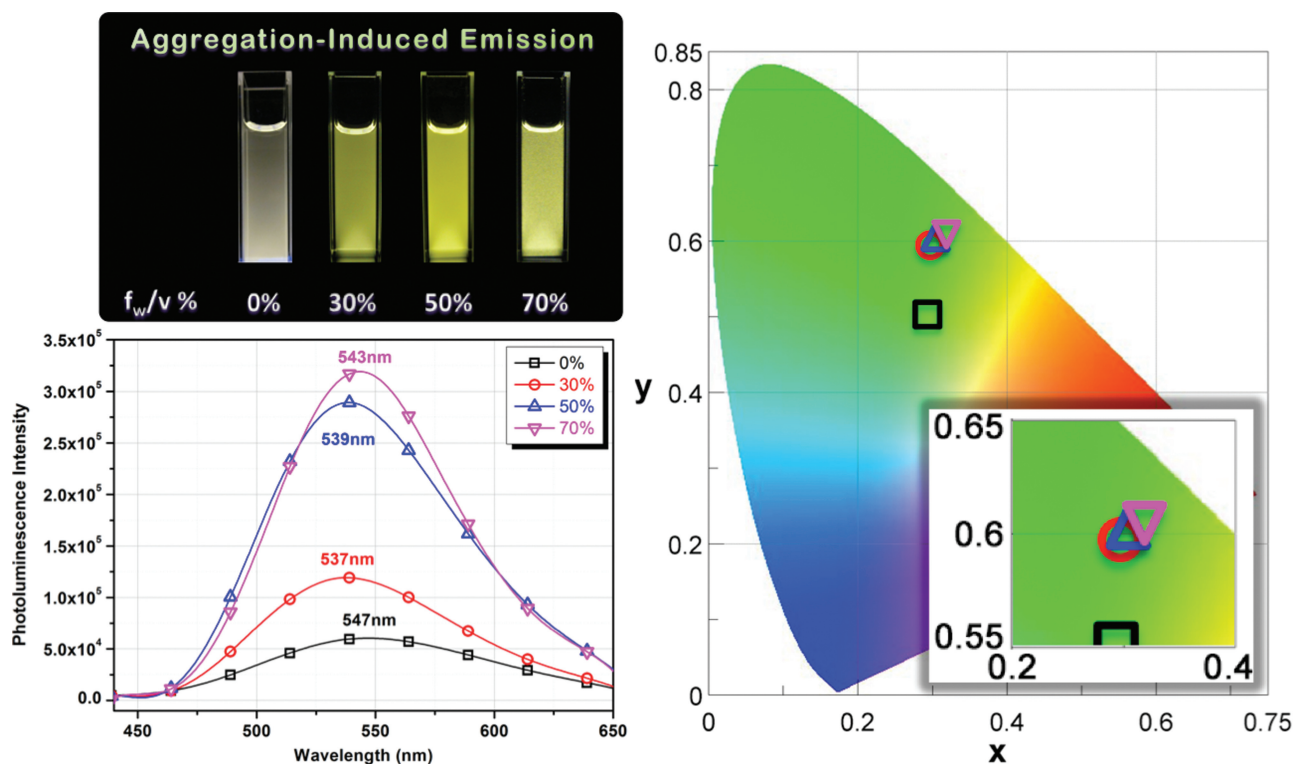 Aggregation-Induced Emission
f_w/v % 0% 30% 50% 70%
3.5x10^5
3.0x10^5
2.5x10^5
2.0x10^5
1.5x10^5
1.0x10^5
5.0x10^4
0.0
Photoluminescence Intensity
543nm
539nm
537nm
547nm
0%
30%
50%
70%
450 500 550 600 650
Wavelength (nm)
0.85
0.8
0.6
0.4
0.2
0
y
0 0.2 0.4 0.6 0.75
x
0.65
0.6
0.55
0.2 0.4